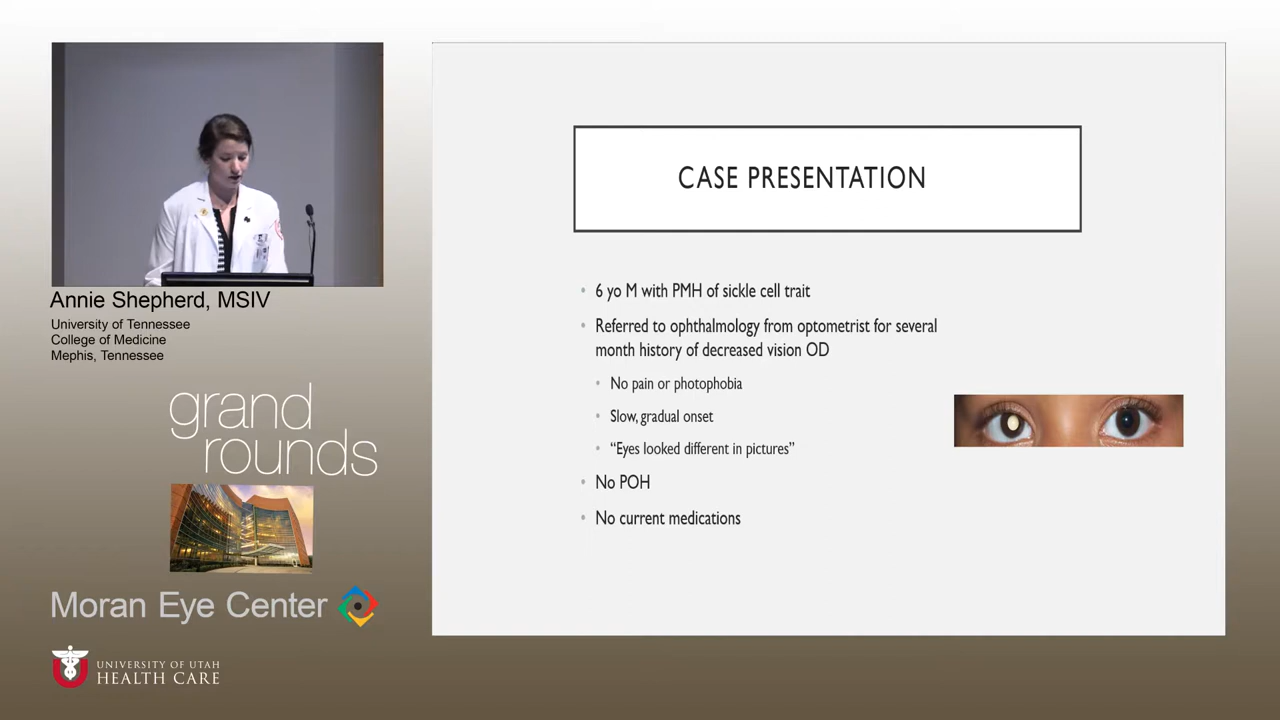 Annie Shepherd, MSIV
University of Tennessee
College of Medicine
Mephis, Tennessee
grand
rounds
Moran Eye Center
UNIVERSITY OF UTAH
HEALTH CARE
CASE PRESENTATION
6 yo M with PMH of sickle cell trait
Referred to ophthalmology from optometrist for several
month history of decreased vision OD
No pain or photophobia
Slow, gradual onset
“Eyes looked different in pictures”
No POH
No current medications